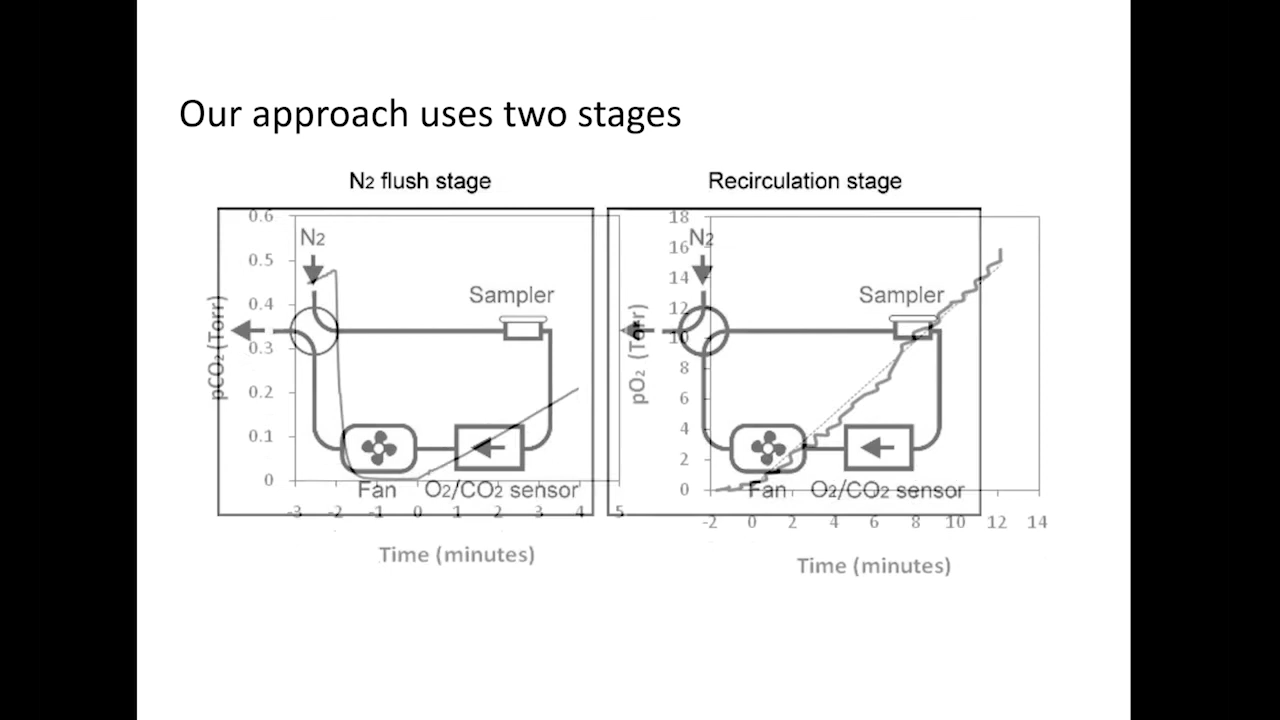 Our approach uses two stages
N2 flush stage
Recirculation stage
0.6
0.5
0.4
0.3
0.2
0.1
0
pCO2 (Torr)
N2
Sampler
Fan
O2/CO2 sensor
-3 -2 -1 0 1 2 3 4 5
Time (minutes)
18
16
14
12
10
8
6
4
2
0
pO2 (Torr)
N2
Sampler
Fan
O2/CO2 sensor
-2 0 2 4 6 8 10 12 14
Time (minutes)